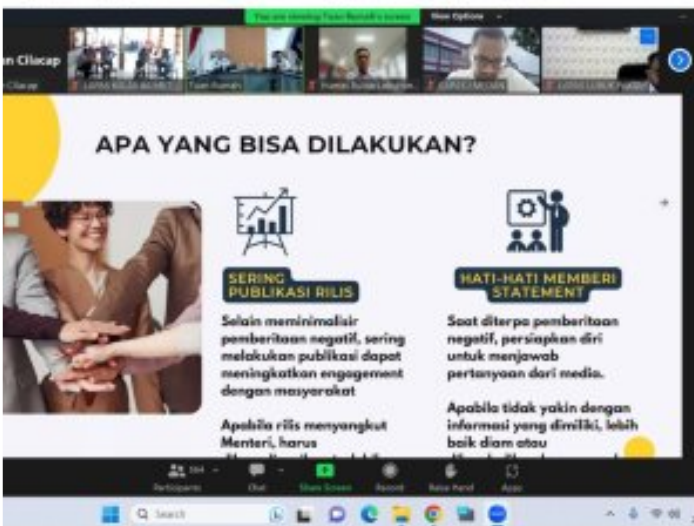 You are viewing Tuan Rumah's screen
View Options
n Cilacap
Cilacap
Tuan Rumah
APA YANG BISA DILAKUKAN?
SERING
PUBLIKASI RILIS
Selain meminimalisir
pemberitaan negatif, sering
melakukan publikasi dapat
meningkatkan engagement
dengan masyarakat
Apabila rilis menyangkut
Menteri, harus
HATI-HATI MEMBERI
STATEMENT
Saat diterpa pemberitaan
negatif, persiapkan diri
untuk menjawab
pertanyaan dari media.
Apabila tidak yakin dengan
informasi yang dimiliki, lebih
baik diam atau
Participants
Chat
Share Screen
Record
Raise Hand
Apps
Search